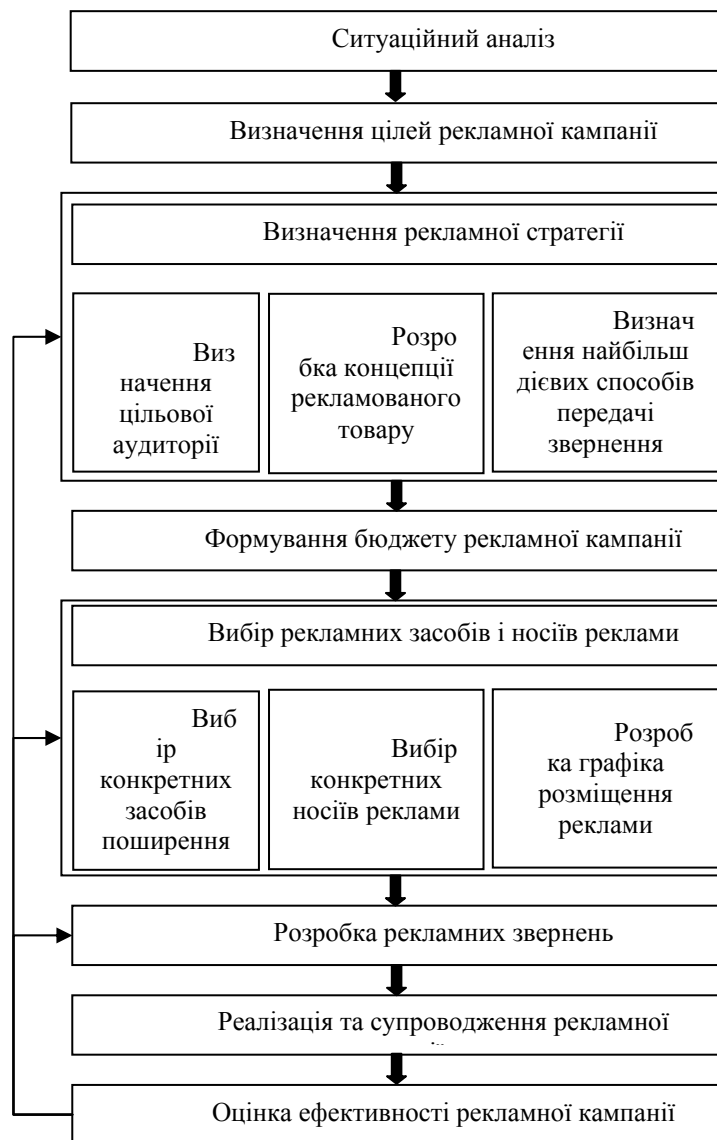 Ситуаційний аналіз
Визначення цілей рекламної кампанії
Визначення рекламної стратегії
Виз
начення
цільової
аудиторії
Розро
бка концепції
рекламованого
товару
Визнач
ення найбільш
дієвих способів
передачі
звернення
Формування бюджету рекламної кампанії
Вибір рекламних засобів і носіїв реклами
Виб
ір
конкретних
засобів
поширення
Вибір
конкретних
носіїв реклами
Розроб
ка графіка
розміщення
реклами
Розробка рекламних звернень
Реалізація та супроводження рекламної
Оцінка ефективності рекламної кампанії